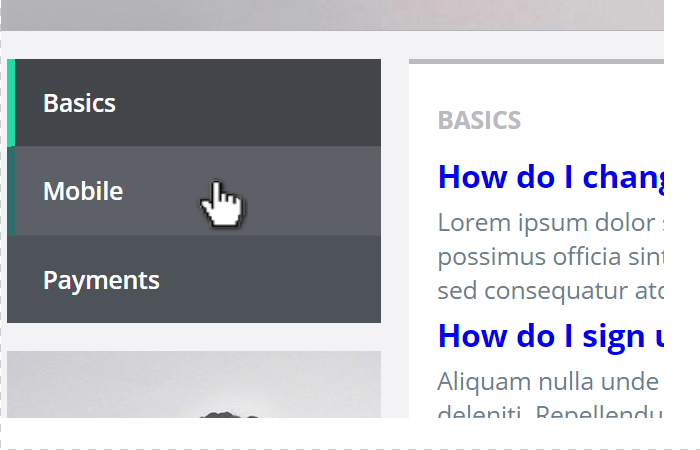 Basics
Mobile
Payments
BASICS
How do I chang
Lorem ipsum dolor
possimus officia sint
sed consequatur
How do I sign u
Aliquam nulla unde
deleniti. Repellendu